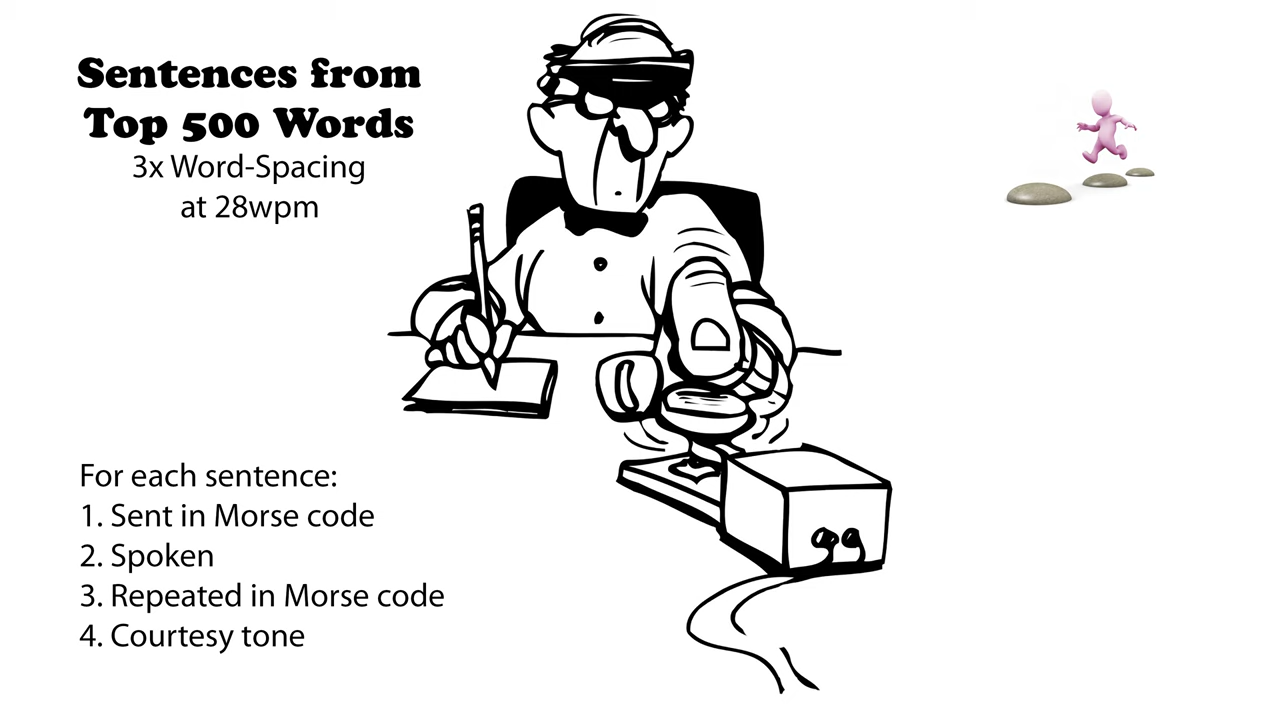 Sentences from
Top 500 Words
3x Word-Spacing
at 28wpm
For each sentence:
1. Sent in Morse code
2. Spoken
3. Repeated in Morse code
4. Courtesy tone